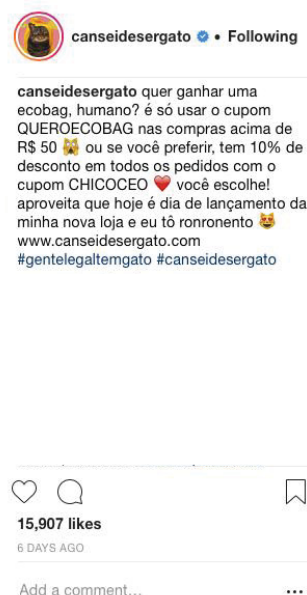 canseidesergato • Following
canseidesergato quer ganhar uma
ecobag, humano? é só usar o cupom
QUEROECOBAG nas compras acima de
R$ 50 🙀 ou se você preferir, tem 10% de
desconto em todos os pedidos com o
cupom CHICOCEO ❤️ você escolhe!
aproveita que hoje é dia de lançamento da
minha nova loja e eu tô ronronento 😻
www.canseidesergato.com
#gentelegaltemgato #canseidesergato
15,907 likes
6 DAYS AGO
Add a comment...